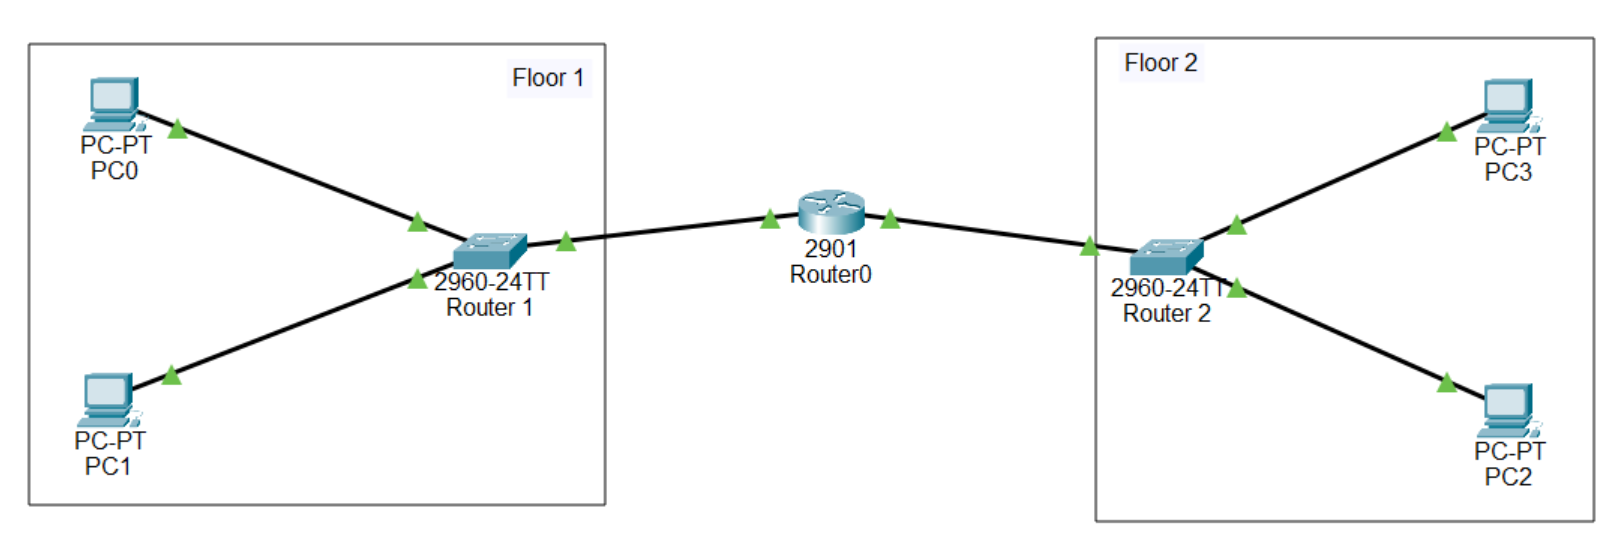 Floor 1
PC-PT
PC0
2960-24TT
Router 1
PC-PT
PC1
2901
Router0
Floor 2
PC-PT
PC3
2960-24TT
Router 2
PC-PT
PC2